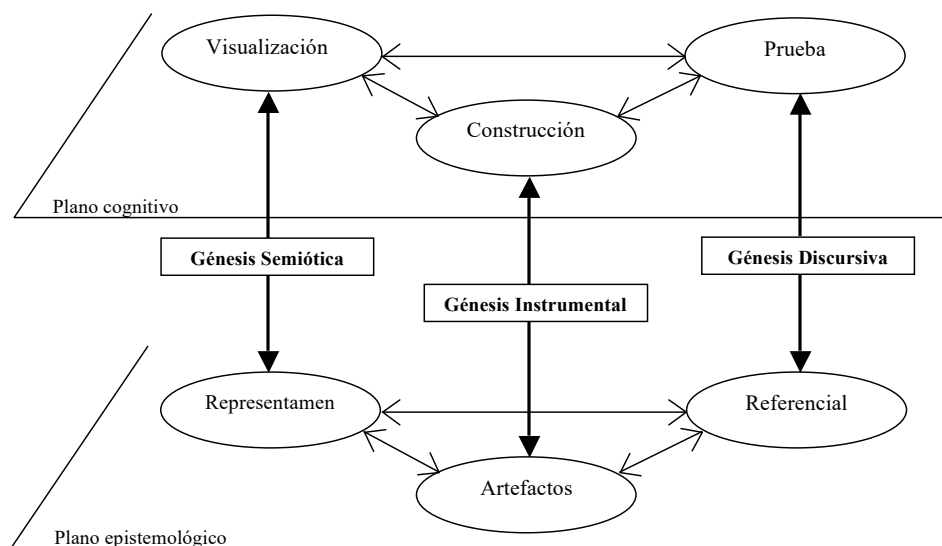 Visualización
Prueba
Construcción
Plano cognitivo
Génesis Semiótica
Génesis Discursiva
Génesis Instrumental
Representamen
Referencial
Artefactos
Plano epistemológico